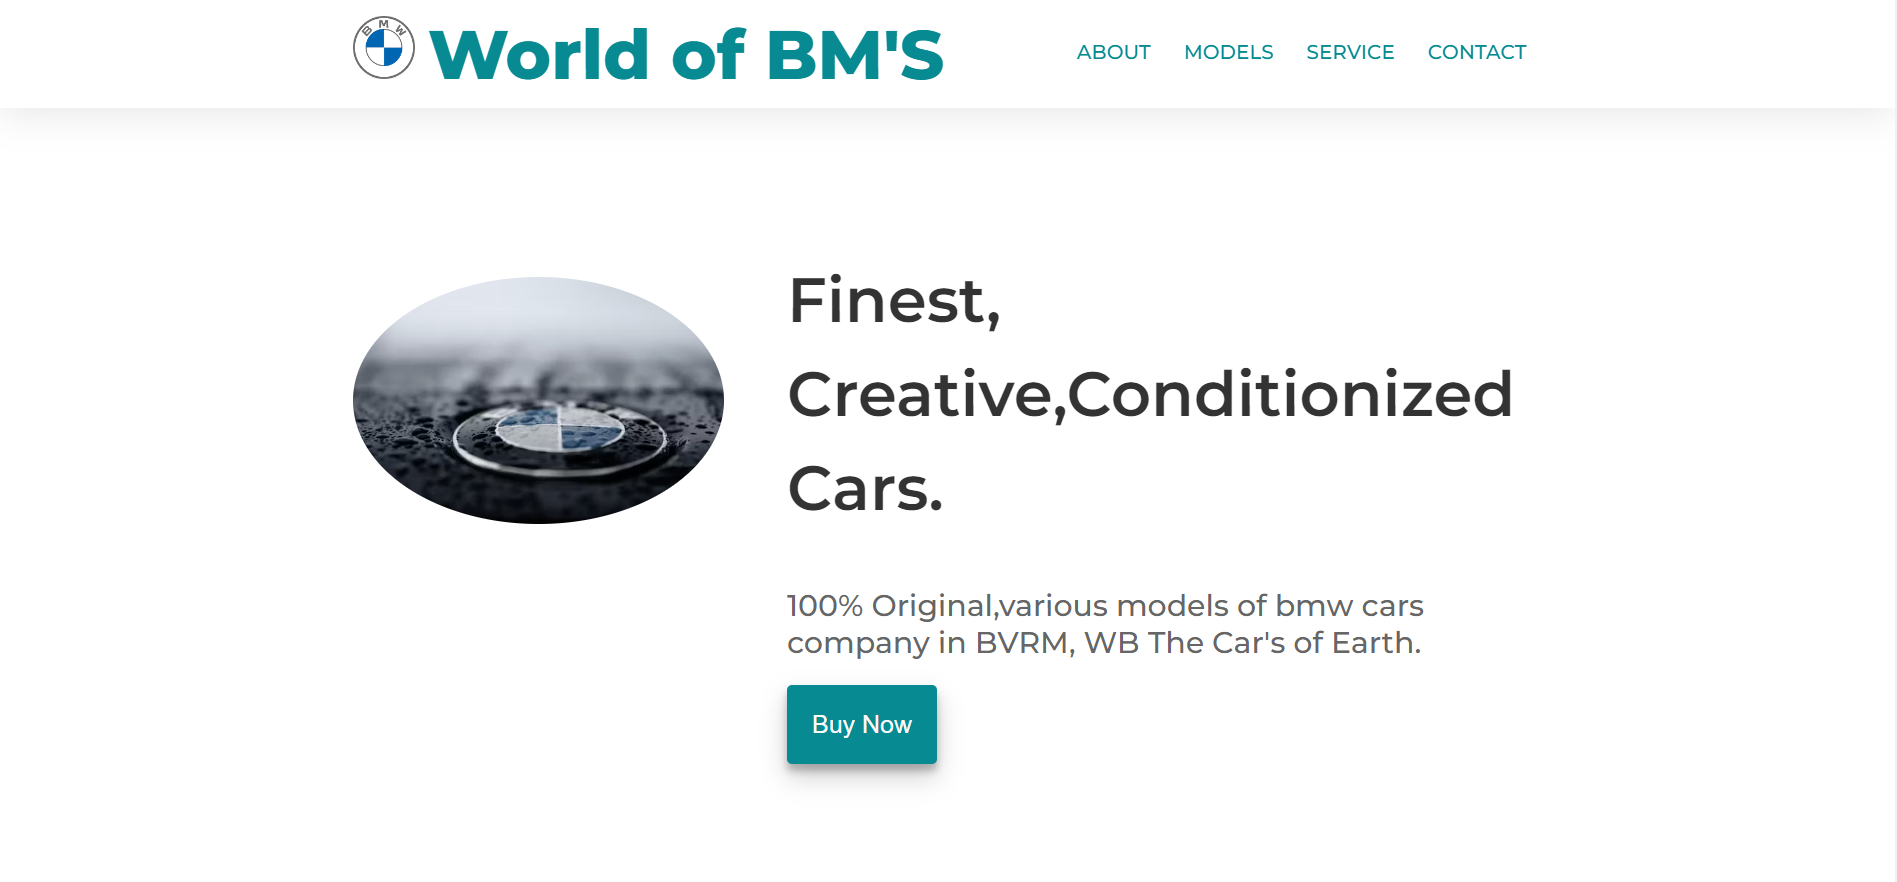 BMW
World of BM'S
ABOUT MODELS SERVICE CONTACT
Finest,
Creative,Conditionized
Cars.
100% Original,various models of bmw cars
company in BVRM, WB The Car's of Earth.
Buy Now